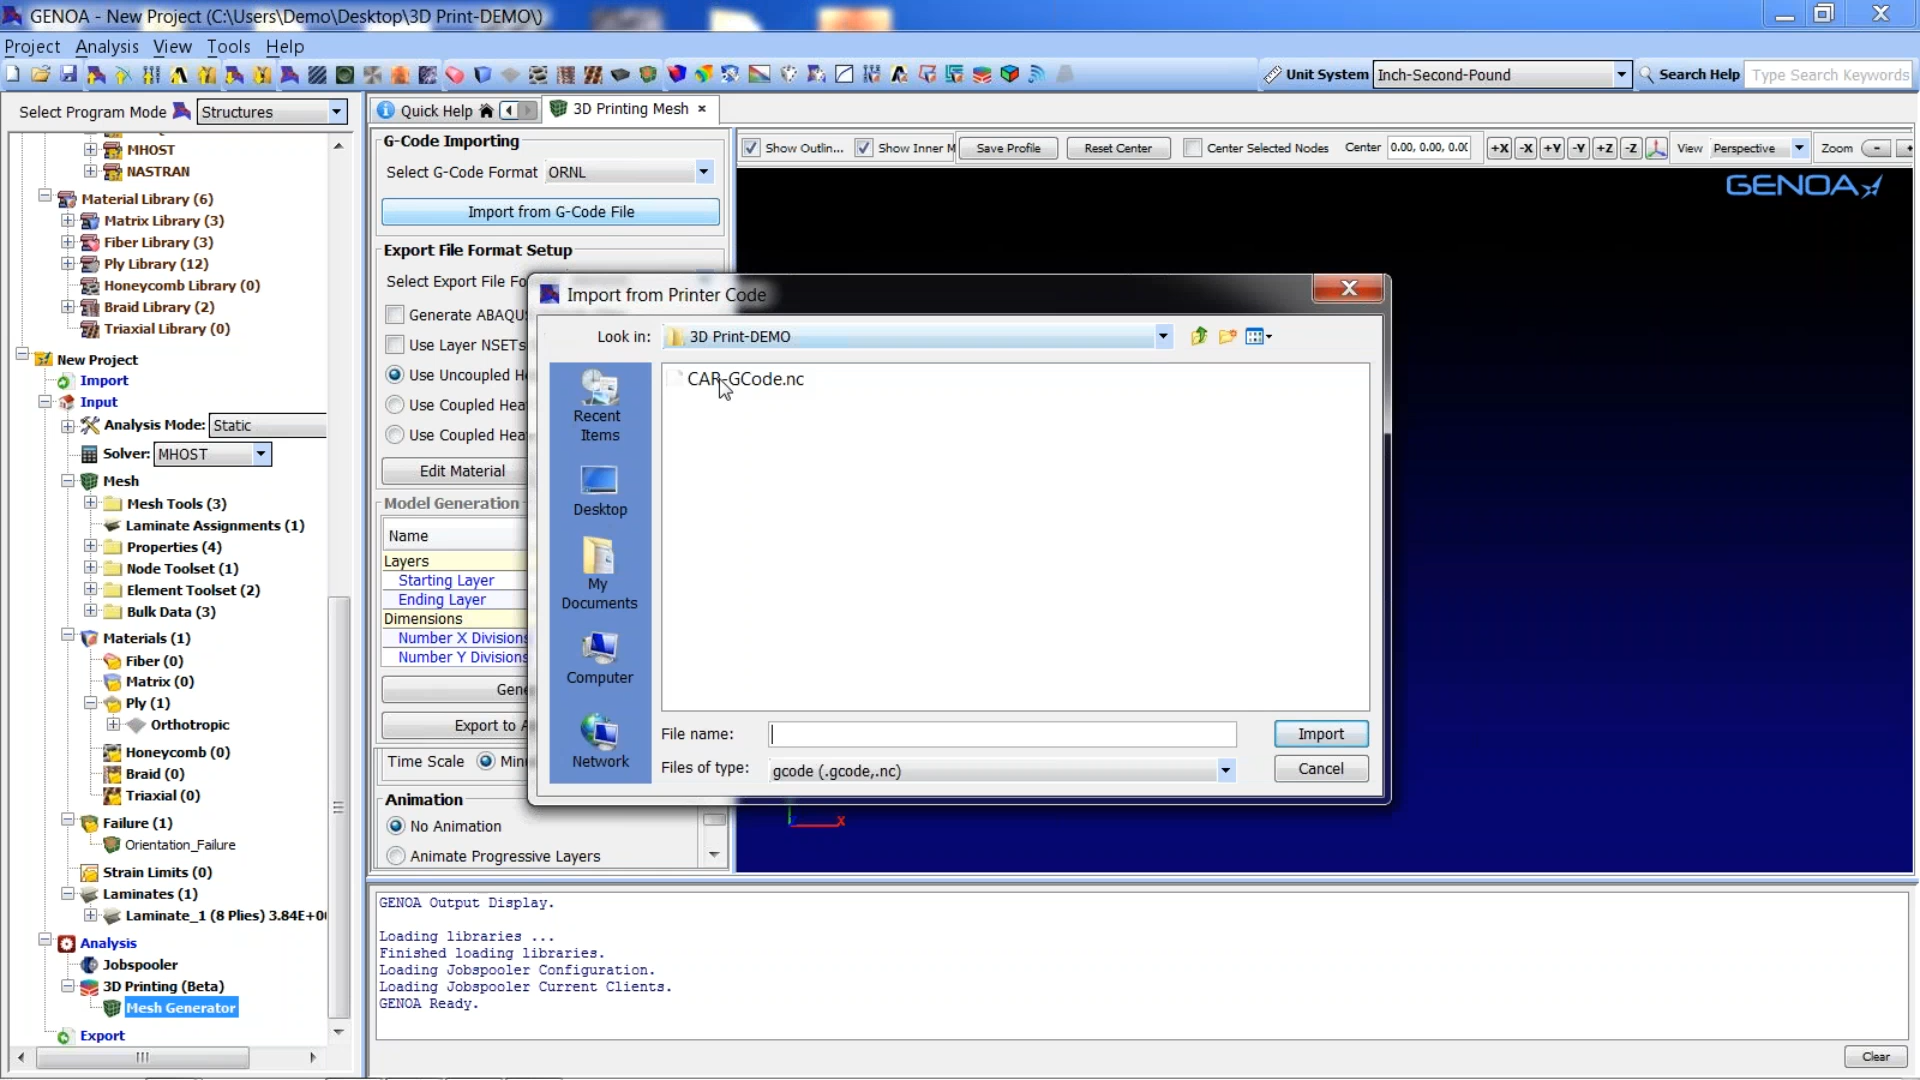 GENOA - New Project (C:\Users\Demo\Desktop\3D Print-DEMO\)
Project Analysis View Tools Help
Unit System Inch-Second-Pound Search Help Type Search Keywords
Select Program Mode Structures
Quick Help 3D Printing Mesh
MHOST
NASTRAN
Material Library (6)
Matrix Library (3)
Fiber Library (3)
Ply Library (12)
Honeycomb Library (0)
Braid Library (2)
Triaxial Library (0)
New Project
Import
Input
Analysis Mode: Static
Solver: MHOST
Mesh
Mesh Tools (3)
Laminate Assignments (1)
Properties (4)
Node Toolset (1)
Element Toolset (2)
Bulk Data (3)
Materials (1)
Fiber (0)
Matrix (0)
Ply (1)
Orthotropic
Honeycomb (0)
Braid (0)
Triaxial (0)
Failure (1)
Orientation_Failure
Strain Limits (0)
Laminates (1)
Laminate_1 (8 Plies) 3.84E+0
Analysis
Jobspooler
3D Printing (Beta)
Mesh Generator
Export
G-Code Importing
Select G-Code Format ORNL
Import from G-Code File
Export File Format Setup
Select Export File Fo
Generate ABAQU
Use Layer NSETs
Use Uncoupled He
Use Coupled Hea
Use Coupled Hea
Edit Material
Model Generation
Name
Layers
Starting Layer
Ending Layer
Dimensions
Number X Divisions
Number Y Divisions
Gene
Export to A
Time Scale Min
Animation
No Animation
Animate Progressive Layers
Show Outlin... Show Inner M Save Profile Reset Center Center Selected Nodes Center 0.00, 0.00, 0.0 +X -X +Y -Y +Z -Z View Perspective Zoom - +
GENOA
Import from Printer Code
Look in: 3D Print-DEMO
CAR-GCode.nc
Recent
Items
Desktop
My
Documents
Computer
Network
File name: Import
Files of type: gcode (.gcode,.nc) Cancel
X
GENOA Output Display.
Loading libraries ...
Finished loading libraries.
Loading Jobspooler Configuration.
Loading Jobspooler Current Clients.
GENOA Ready.
Clear